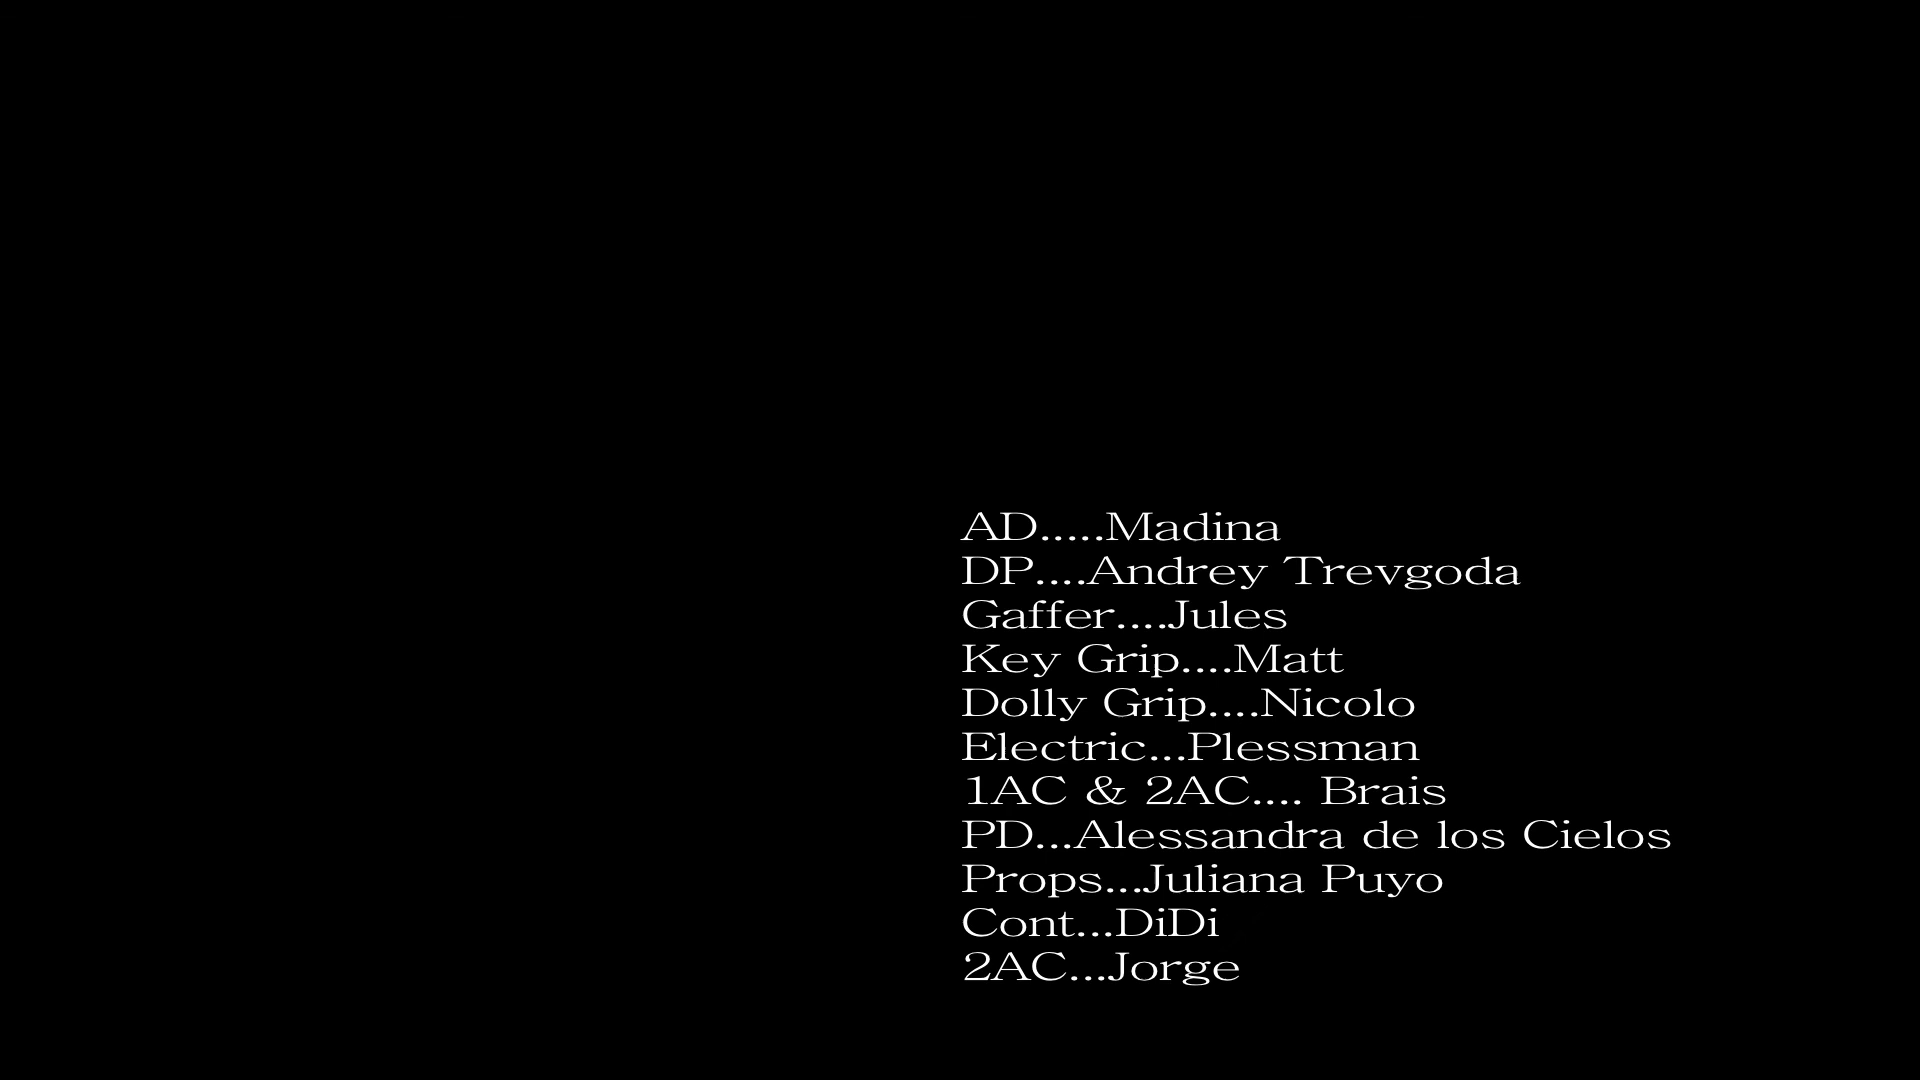 AD.....Madina
DP....Andrey Trevgoda
Gaffer....Jules
Key Grip....Matt
Dolly Grip....Nicolo
Electric...Plessman
1AC & 2AC.... Brais
PD...Alessandra de los Cielos
Props...Juliana Puyo
Cont...DiDi
2AC...Jorge